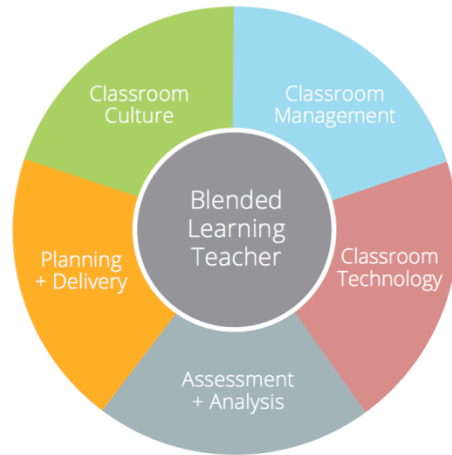 Classroom
Culture
Classroom
Management
Blended
Learning
Teacher
Planning
+ Delivery
Classroom
Technology
Assessment
+ Analysis